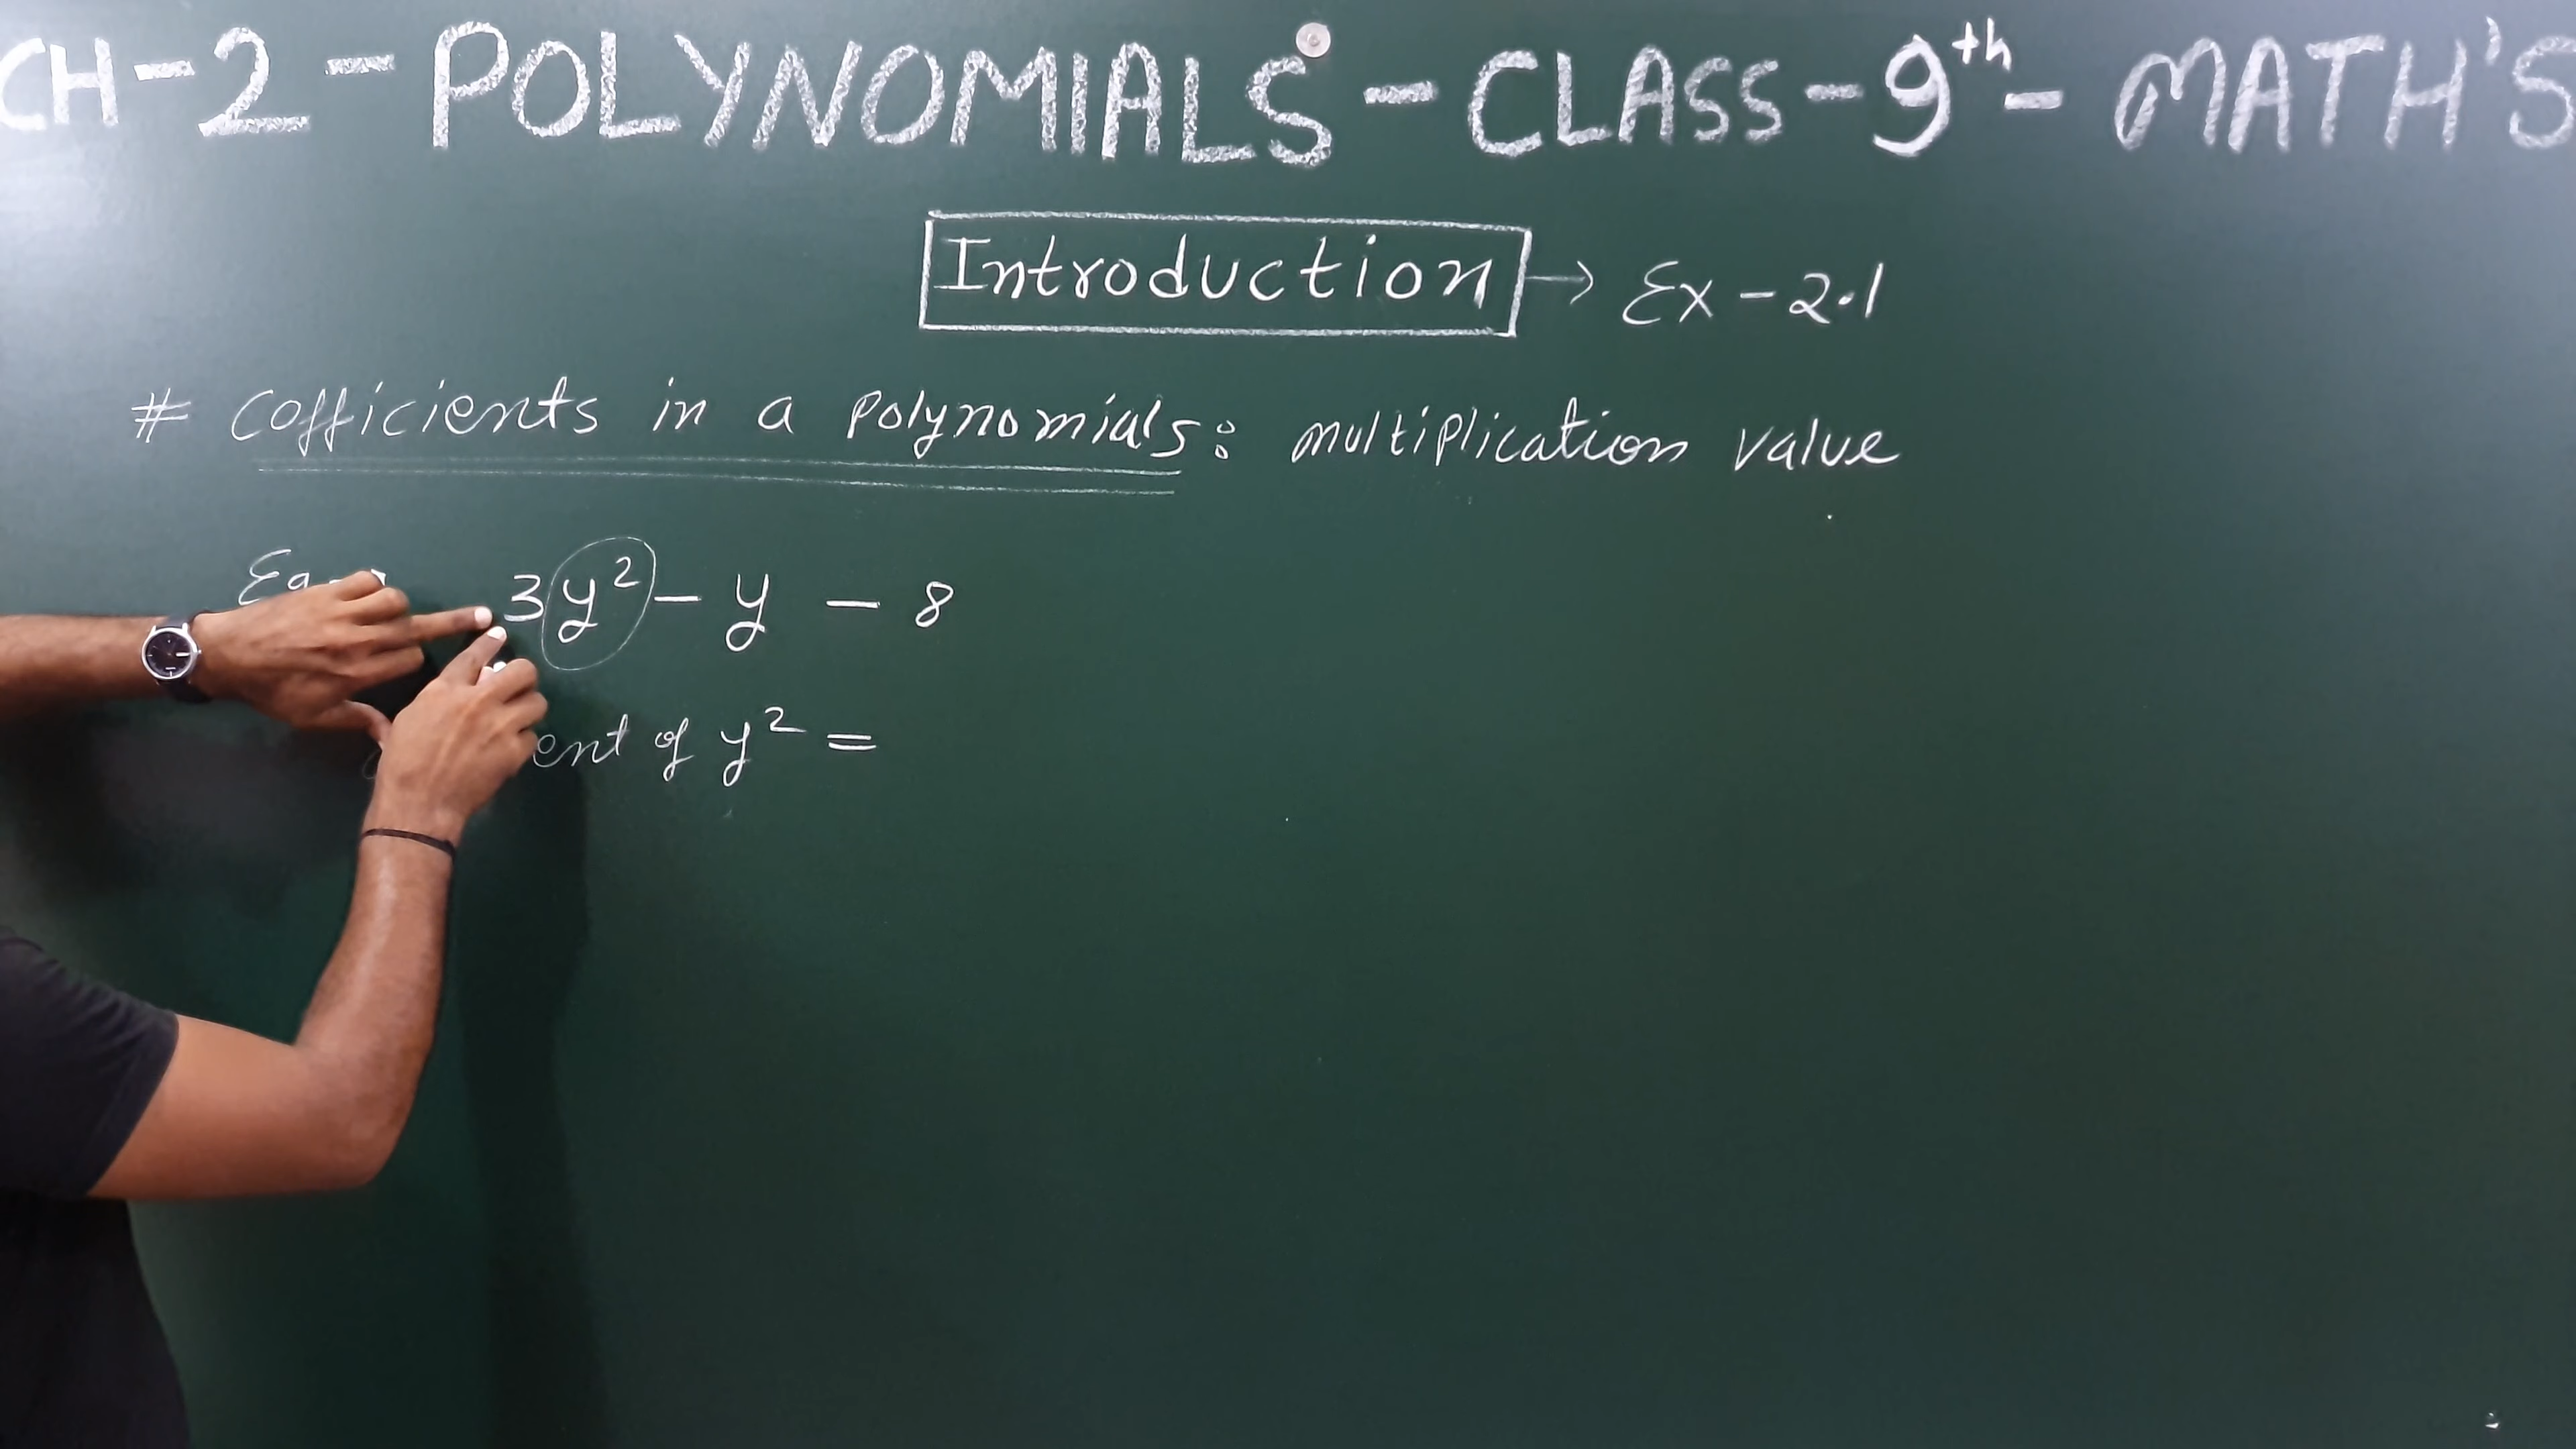 CH-2-POLYNOMIALS-CLASS-9th-MATH'S
Introduction → Ex-2.1
# Cofficients in a polynomials: multiplication value
3y² - y - 8
of y² =